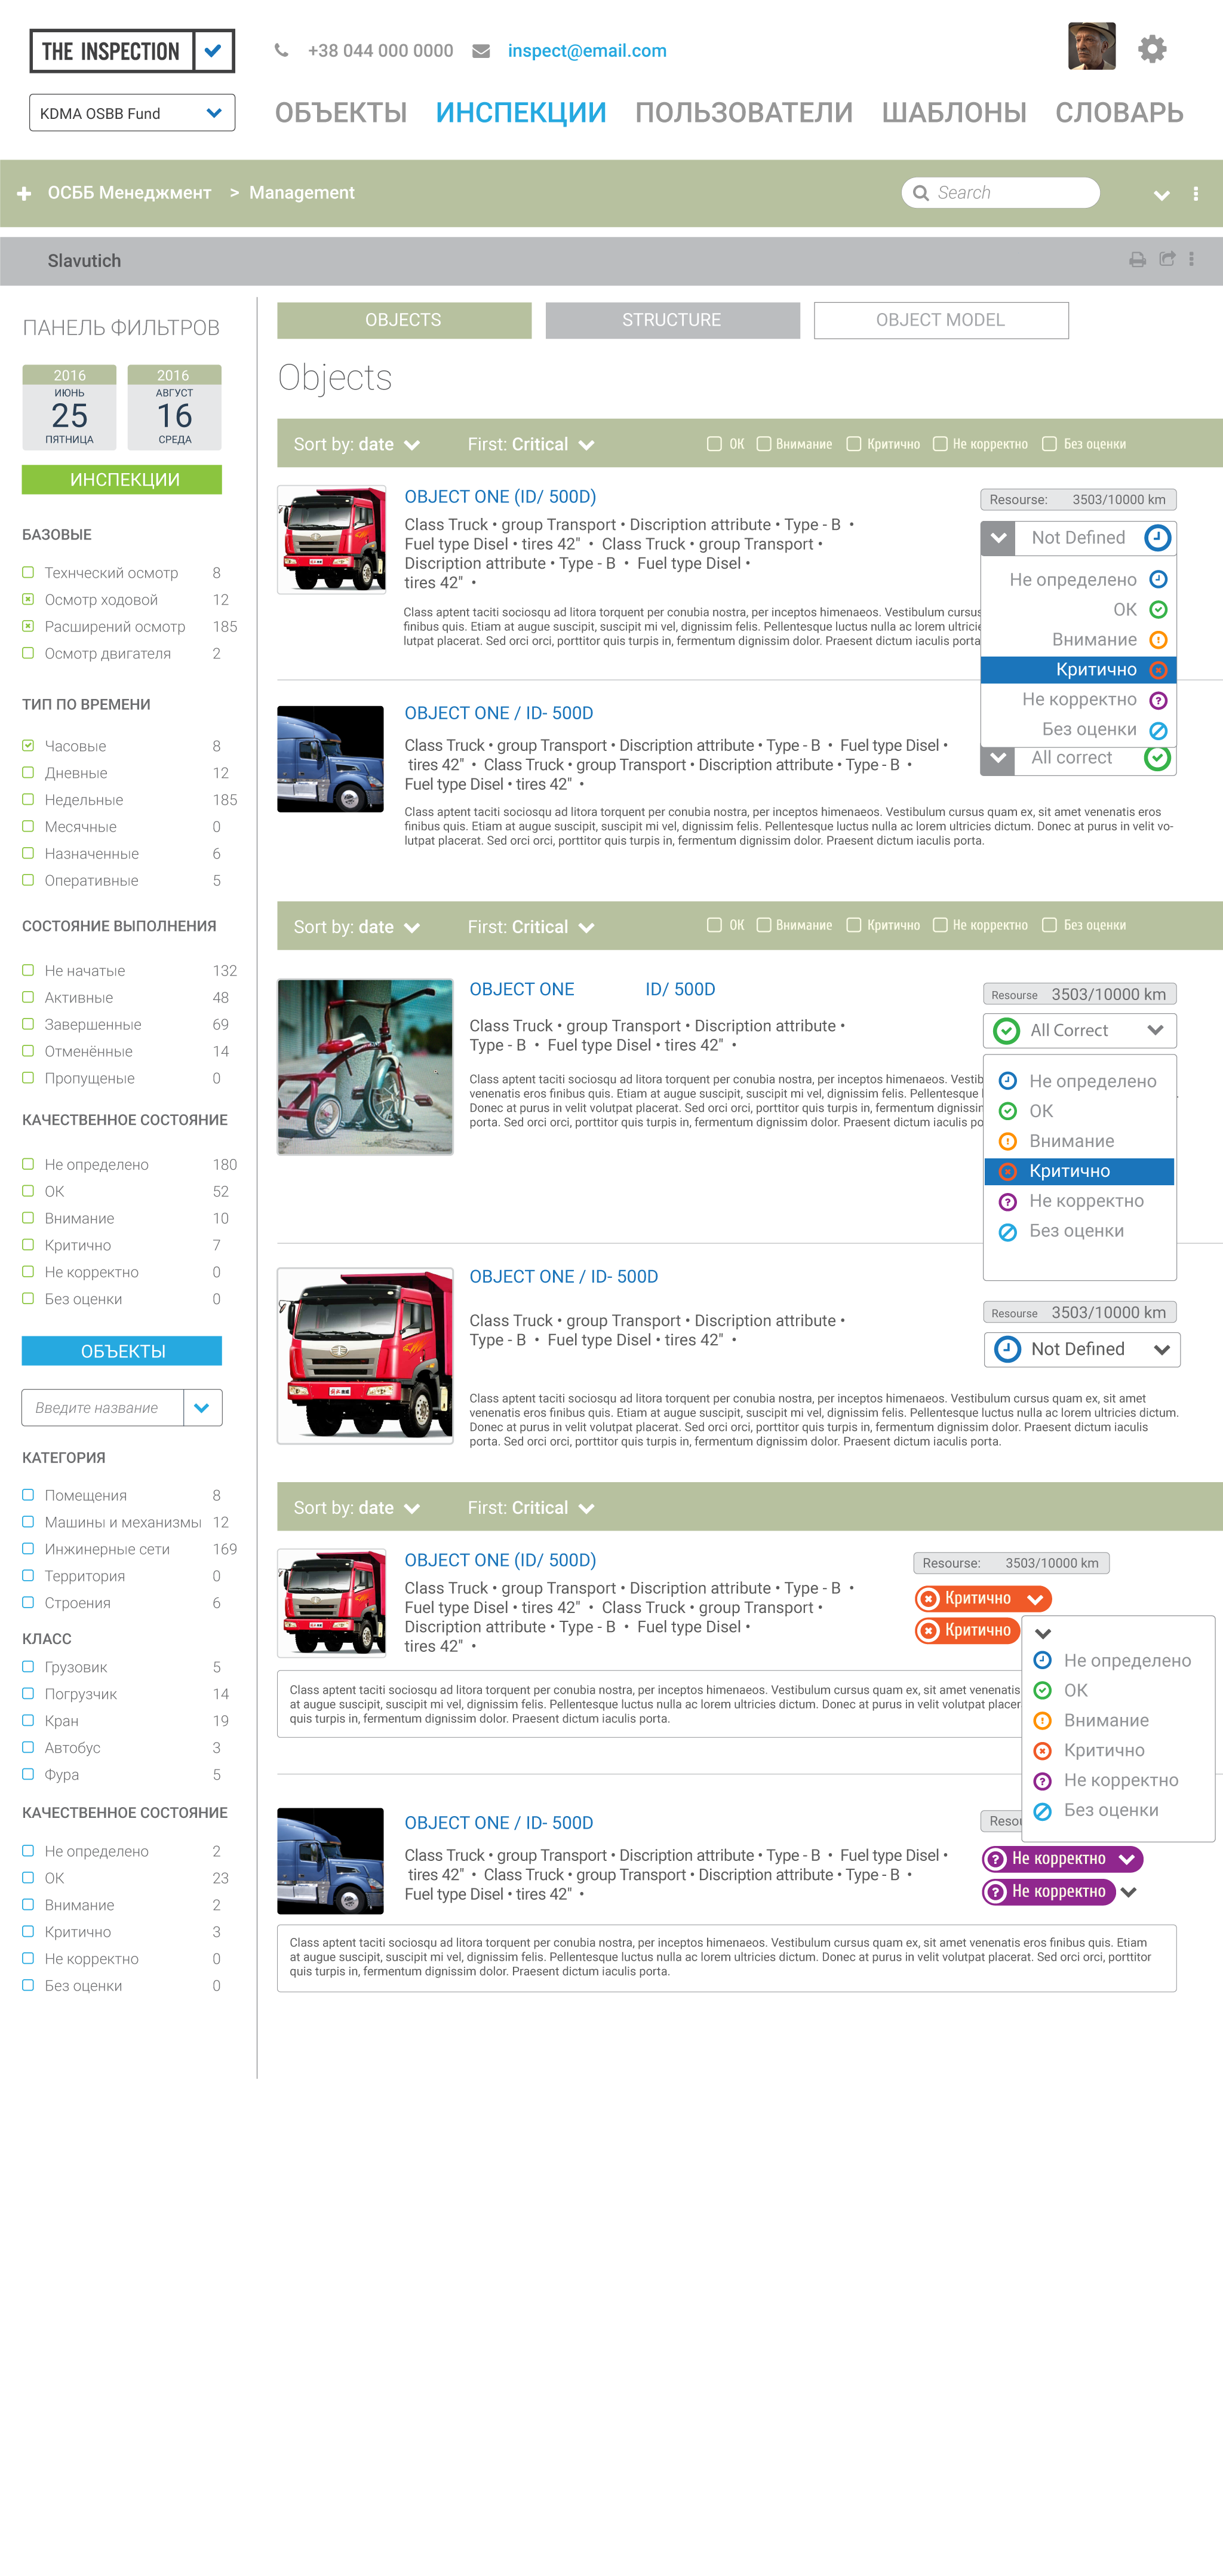 THE INSPECTION
+38 044 000 0000
inspect@email.com
KDMA OSBB Fund
ОБЪЕКТЫ ИНСПЕКЦИИ ПОЛЬЗОВАТЕЛИ ШАБЛОНЫ СЛОВАРЬ
ОСББ Менеджмент > Management
Search
Slavutich
ПАНЕЛЬ ФИЛЬТРОВ
2016
ИЮНЬ
25
ПЯТНИЦА
2016
АВГУСТ
16
СРЕДА
ИНСПЕКЦИИ
БАЗОВЫЕ
Технческий осмотр 8
Осмотр ходовой 12
Расширений осмотр 185
Осмотр двигателя 2
ТИП ПО ВРЕМЕНИ
Часовые 8
Дневные 12
Недельные 185
Месячные 0
Назначенные 6
Оперативные 5
СОСТОЯНИЕ ВЫПОЛНЕНИЯ
Не начатые 132
Активные 48
Завершенные 69
Отменённые 14
Пропущеные 0
КАЧЕСТВЕННОЕ СОСТОЯНИЕ
Не определено 180
ОК 52
Внимание 10
Критично 7
Не корректно 0
Без оценки 0
ОБЪЕКТЫ
Введите название
КАТЕГОРИЯ
Помещения 8
Машины и механизмы 12
Инжинерные сети 169
Территория 0
Строения 6
КЛАСС
Грузовик 5
Погрузчик 14
Кран 19
Автобус 3
Фура 5
КАЧЕСТВЕННОЕ СОСТОЯНИЕ
Не определено 2
ОК 23
Внимание 2
Критично 3
Не корректно 0
Без оценки 0
OBJECTS STRUCTURE OBJECT MODEL
Objects
Sort by: date First: Critical ОК Внимание Критично Не корректно Без оценки
OBJECT ONE (ID/ 500D)
Class Truck • group Transport • Discription attribute • Type - B •
Fuel type Disel • tires 42" • Class Truck • group Transport •
Discription attribute • Type - B • Fuel type Disel •
tires 42" •
Class aptent taciti sociosqu ad litora torquent per conubia nostra, per inceptos himenaeos. Vestibulum cursus
finibus quis. Etiam at augue suscipit, suscipit mi vel, dignissim felis. Pellentesque luctus nulla ac lorem ultricie
lutpat placerat. Sed orci orci, porttitor quis turpis in, fermentum dignissim dolor. Praesent dictum iaculis porta
Resourse: 3503/10000 km
Not Defined
Не определено
ОК
Внимание
Критично
Не корректно
Без оценки
All correct
OBJECT ONE / ID- 500D
Class Truck • group Transport • Discription attribute • Type - B • Fuel type Disel •
tires 42" • Class Truck • group Transport • Discription attribute • Type - B •
Fuel type Disel • tires 42" •
Class aptent taciti sociosqu ad litora torquent per conubia nostra, per inceptos himenaeos. Vestibulum cursus quam ex, sit amet venenatis eros
finibus quis. Etiam at augue suscipit, suscipit mi vel, dignissim felis. Pellentesque luctus nulla ac lorem ultricies dictum. Donec at purus in velit vo-
lutpat placerat. Sed orci orci, porttitor quis turpis in, fermentum dignissim dolor. Praesent dictum iaculis porta.
Sort by: date First: Critical ОК Внимание Критично Не корректно Без оценки
OBJECT ONE ID/ 500D
Class Truck • group Transport • Discription attribute •
Type - B • Fuel type Disel • tires 42" •
Class aptent taciti sociosqu ad litora torquent per conubia nostra, per inceptos himenaeos. Vestib
venenatis eros finibus quis. Etiam at augue suscipit, suscipit mi vel, dignissim felis. Pellentesque l
Donec at purus in velit volutpat placerat. Sed orci orci, porttitor quis turpis in, fermentum dignissin
porta. Sed orci orci, porttitor quis turpis in, fermentum dignissim dolor. Praesent dictum iaculis po
Resourse 3503/10000 km
All Correct
Не определено
ОК
Внимание
Критично
Не корректно
Без оценки
OBJECT ONE / ID- 500D
Class Truck • group Transport • Discription attribute •
Type - B • Fuel type Disel • tires 42" •
Resourse 3503/10000 km
Not Defined
Class aptent taciti sociosqu ad litora torquent per conubia nostra, per inceptos himenaeos. Vestibulum cursus quam ex, sit amet
venenatis eros finibus quis. Etiam at augue suscipit, suscipit mi vel, dignissim felis. Pellentesque luctus nulla ac lorem ultricies dictum.
Donec at purus in velit volutpat placerat. Sed orci orci, porttitor quis turpis in, fermentum dignissim dolor. Praesent dictum iaculis
porta. Sed orci orci, porttitor quis turpis in, fermentum dignissim dolor. Praesent dictum iaculis porta.
Sort by: date First: Critical
OBJECT ONE (ID/ 500D)
Class Truck • group Transport • Discription attribute • Type - B •
Fuel type Disel • tires 42" • Class Truck • group Transport •
Discription attribute • Type - B • Fuel type Disel •
tires 42" •
Resourse: 3503/10000 km
Критично
Критично
Не определено
ОК
Внимание
Критично
Не корректно
Без оценки
Class aptent taciti sociosqu ad litora torquent per conubia nostra, per inceptos himenaeos. Vestibulum cursus quam ex, sit amet venenatis
at augue suscipit, suscipit mi vel, dignissim felis. Pellentesque luctus nulla ac lorem ultricies dictum. Donec at purus in velit volutpat placer
quis turpis in, fermentum dignissim dolor. Praesent dictum iaculis porta.
OBJECT ONE / ID- 500D
Resou
Class Truck • group Transport • Discription attribute • Type - B • Fuel type Disel •
tires 42" • Class Truck • group Transport • Discription attribute • Type - B •
Fuel type Disel • tires 42" •
Не корректно
Не корректно
Class aptent taciti sociosqu ad litora torquent per conubia nostra, per inceptos himenaeos. Vestibulum cursus quam ex, sit amet venenatis eros finibus quis. Etiam
at augue suscipit, suscipit mi vel, dignissim felis. Pellentesque luctus nulla ac lorem ultricies dictum. Donec at purus in velit volutpat placerat. Sed orci orci, porttitor
quis turpis in, fermentum dignissim dolor. Praesent dictum iaculis porta.